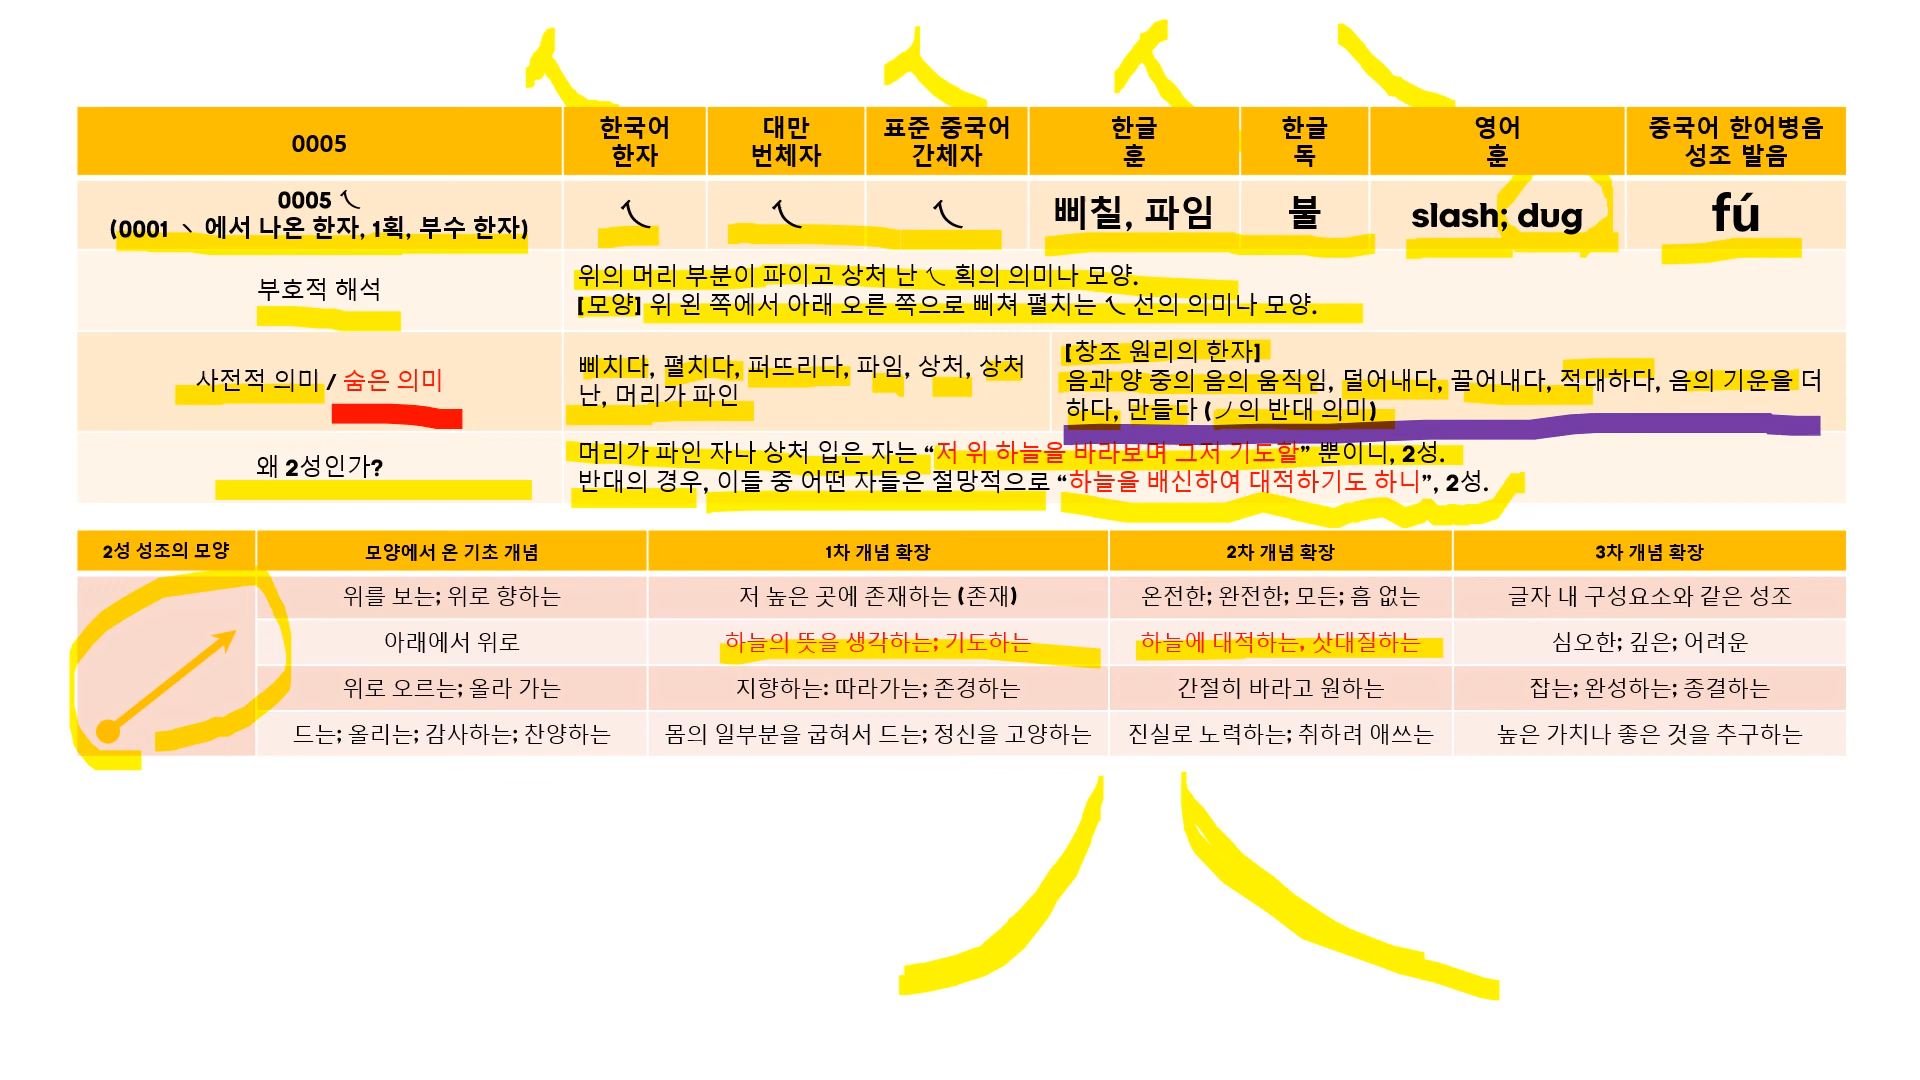 0005
한국어
한자
대만
번체자
표준 중국어
간체자
한글
훈
한글
독
영어
훈
중국어 한어병음
성조 발음
0005 ㇏
(0001 丶 에서 나온 한자, 1획, 부수 한자)
㇏
㇏
㇏
삐칠, 파임
불
slash; dug
fú
부호적 해석
위의 머리 부분이 파이고 상처 난 ㇏ 획의 의미나 모양.
[모양] 위 왼 쪽에서 아래 오른 쪽으로 삐쳐 펼치는 ㇏ 선의 의미나 모양.
사전적 의미 / 숨은 의미
삐치다, 펼치다, 퍼뜨리다, 파임, 상처, 상처
난, 머리가 파인
[창조 원리의 한자]
음과 양 중의 음의 움직임, 덜어내다, 끌어내다, 적대하다, 음의 기운을 더
하다, 만들다 (丿의 반대 의미)
왜 2성인가?
머리가 파인 자나 상처 입은 자는 “저 위 하늘을 바라보며 그저 기도할” 뿐이니, 2성.
반대의 경우, 이들 중 어떤 자들은 절망적으로 “하늘을 배신하여 대적하기도 하니”, 2성.
2성 성조의 모양
모양에서 온 기초 개념
1차 개념 확장
2차 개념 확장
3차 개념 확장
위를 보는; 위로 향하는
저 높은 곳에 존재하는 (존재)
온전한; 완전한; 모든; 흠 없는
글자 내 구성요소와 같은 성조
아래에서 위로
하늘의 뜻을 생각하는; 기도하는
하늘에 대적하는, 삿대질하는
심오한; 깊은; 어려운
위로 오르는; 올라 가는
지향하는: 따라가는; 존경하는
간절히 바라고 원하는
잡는; 완성하는; 종결하는
드는; 올리는; 감사하는; 찬양하는
몸의 일부분을 굽혀서 드는; 정신을 고양하는
진실로 노력하는; 취하려 애쓰는
높은 가치나 좋은 것을 추구하는